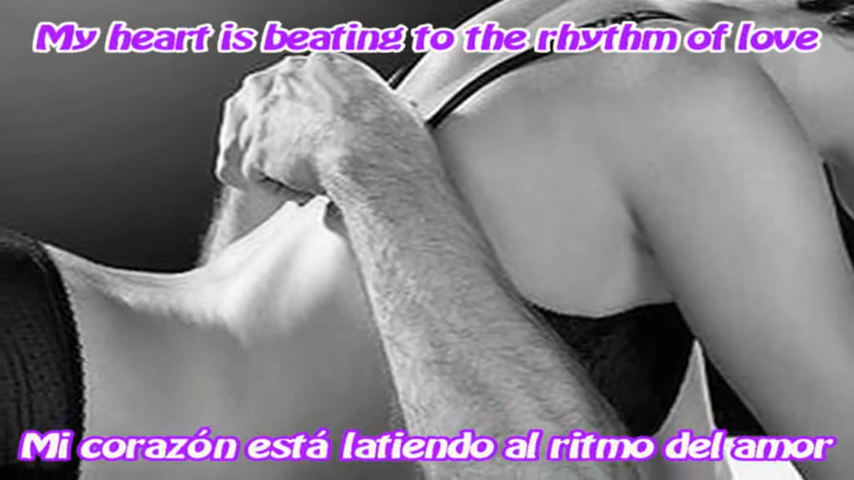 My heart is beating to the rhythm of love
Mi corazón está latiendo al ritmo del amor